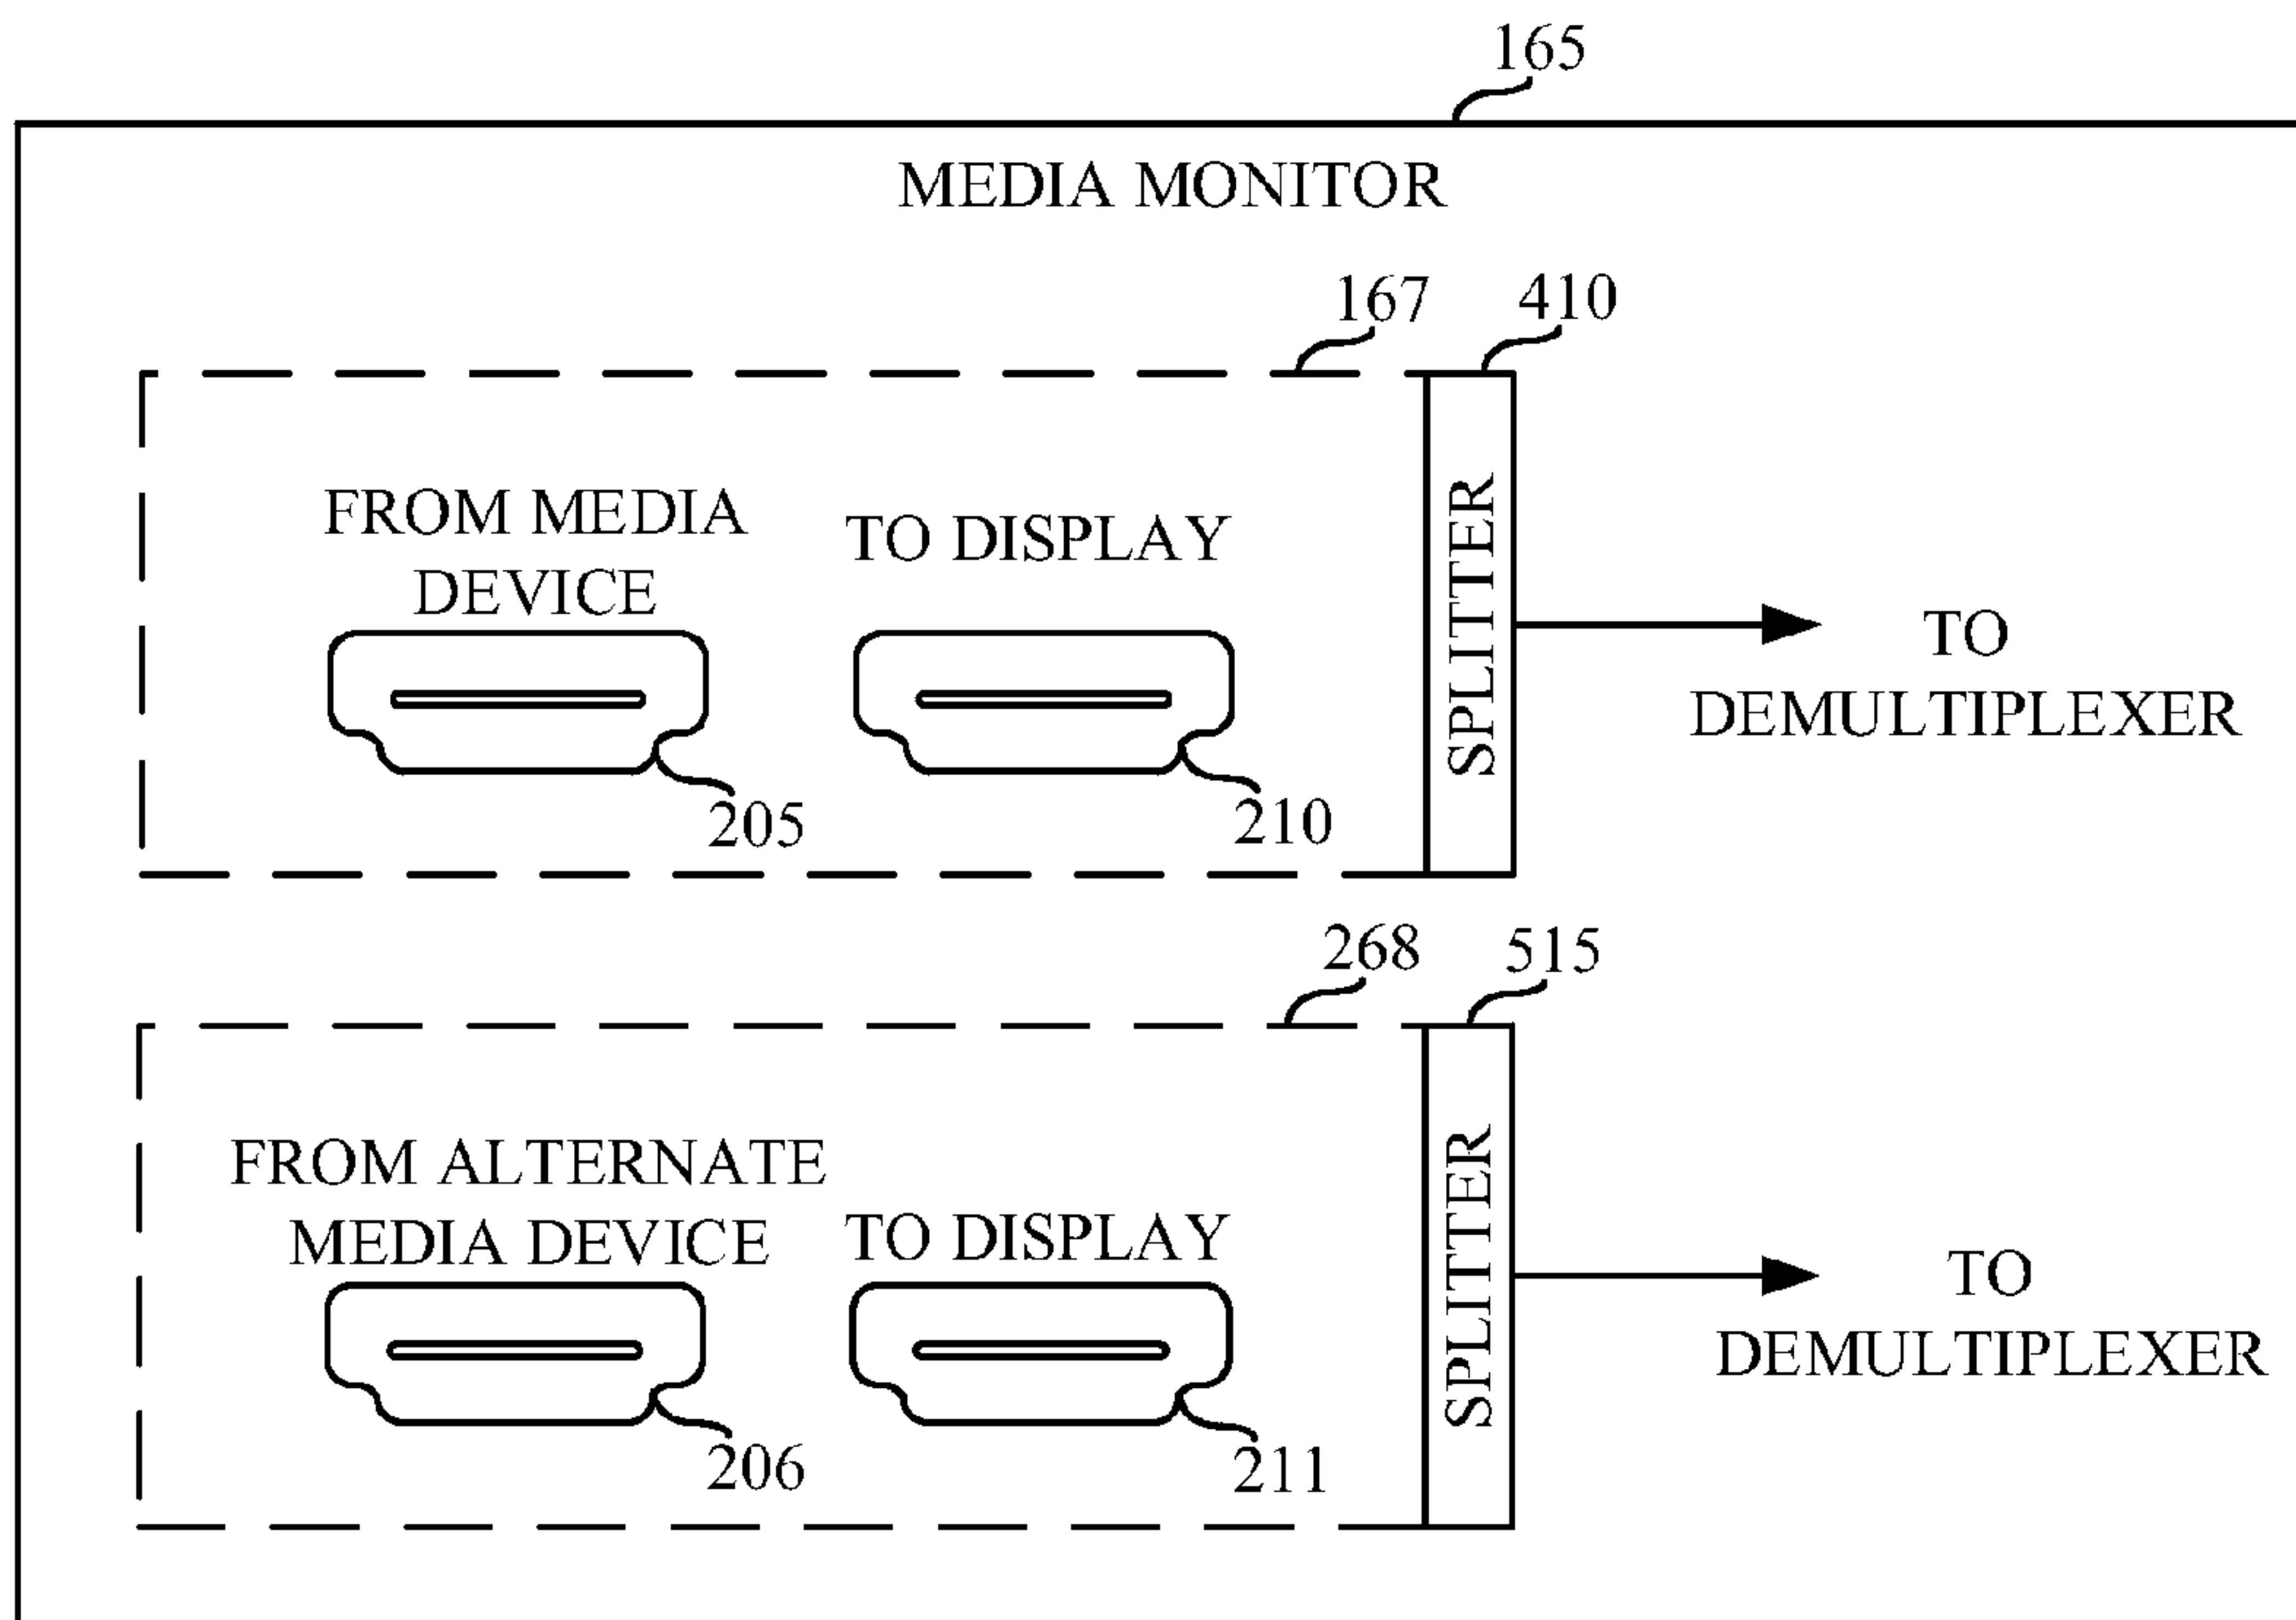 165
MEDIA MONITOR
167
410
FROM MEDIA
DEVICE
TO DISPLAY
SPLITTER
TO
DEMULTIPLEXER
205
210
268
515
FROM ALTERNATE
MEDIA DEVICE
TO DISPLAY
SPLITTER
TO
DEMULTIPLEXER
206
211